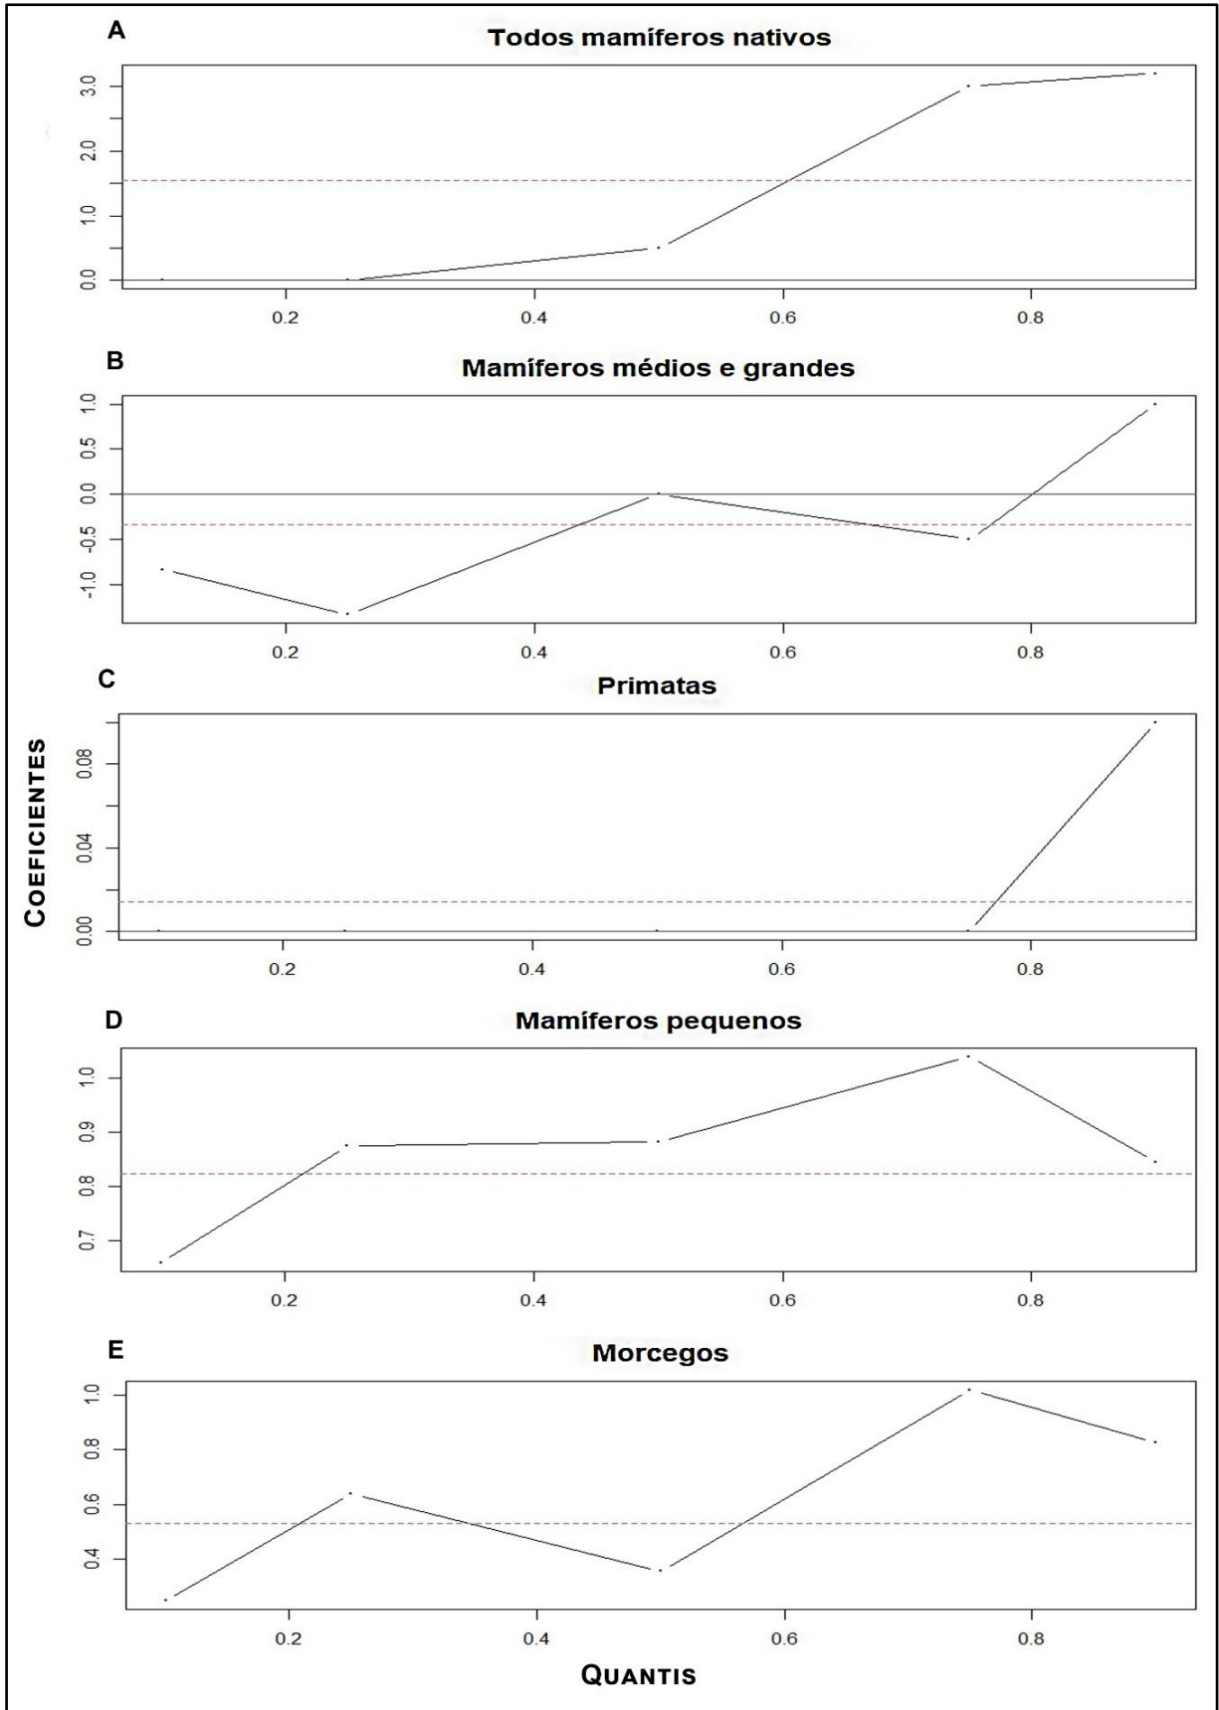 A
Todos mamíferos nativos
3.0
2.0
1.0
0.0
0.2 0.4 0.6 0.8
B
Mamíferos médios e grandes
1.0
0.5
0.0
-0.5
-1.0
0.2 0.4 0.6 0.8
C
Primatas
0.08
0.04
0.00
0.2 0.4 0.6 0.8
COEFICIENTES
D
Mamíferos pequenos
1.0
0.9
0.8
0.7
0.2 0.4 0.6 0.8
E
Morcegos
1.0
0.8
0.6
0.4
0.2 0.4 0.6 0.8
QUANTIS